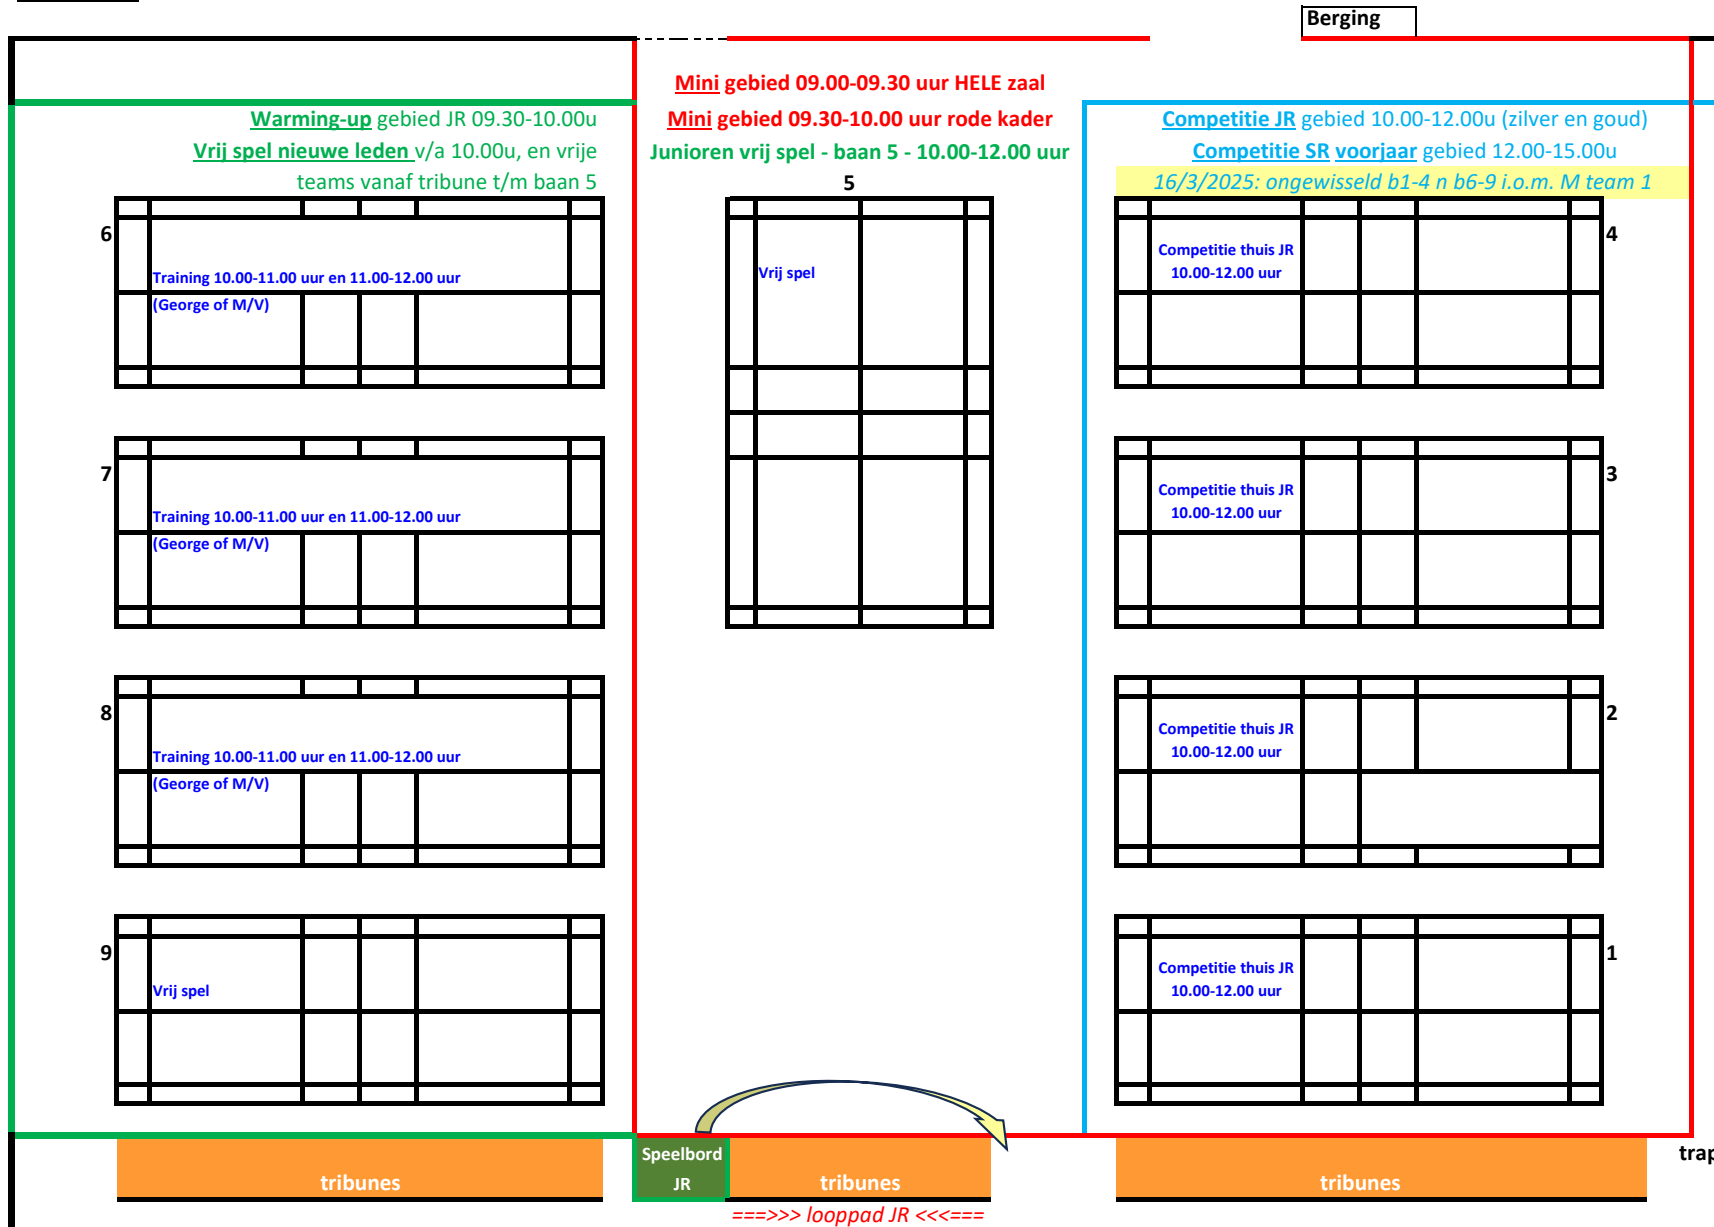 Berging
Mini gebied 09.00-09.30 uur HELE zaal
Mini gebied 09.30-10.00 uur rode kader
Junioren vrij spel - baan 5 - 10.00-12.00 uur
5
Warming-up gebied JR 09.30-10.00u
Vrij spel nieuwe leden v/a 10.00u, en vrije
teams vanaf tribune t/m baan 5
Competitie JR gebied 10.00-12.00u (zilver en goud)
Competitie SR voorjaar gebied 12.00-15.00u
16/3/2025: ongewisseld b1-4 n b6-9 i.o.m. M team 1
6
Training 10.00-11.00 uur en 11.00-12.00 uur
(George of M/V)
Vrij spel
4
Competitie thuis JR
10.00-12.00 uur
7
Training 10.00-11.00 uur en 11.00-12.00 uur
(George of M/V)
3
Competitie thuis JR
10.00-12.00 uur
8
Training 10.00-11.00 uur en 11.00-12.00 uur
(George of M/V)
2
Competitie thuis JR
10.00-12.00 uur
9
Vrij spel
1
Competitie thuis JR
10.00-12.00 uur
tribunes
Speelbord
JR
tribunes
tribunes
trap
===>>> looppad JR <<<===